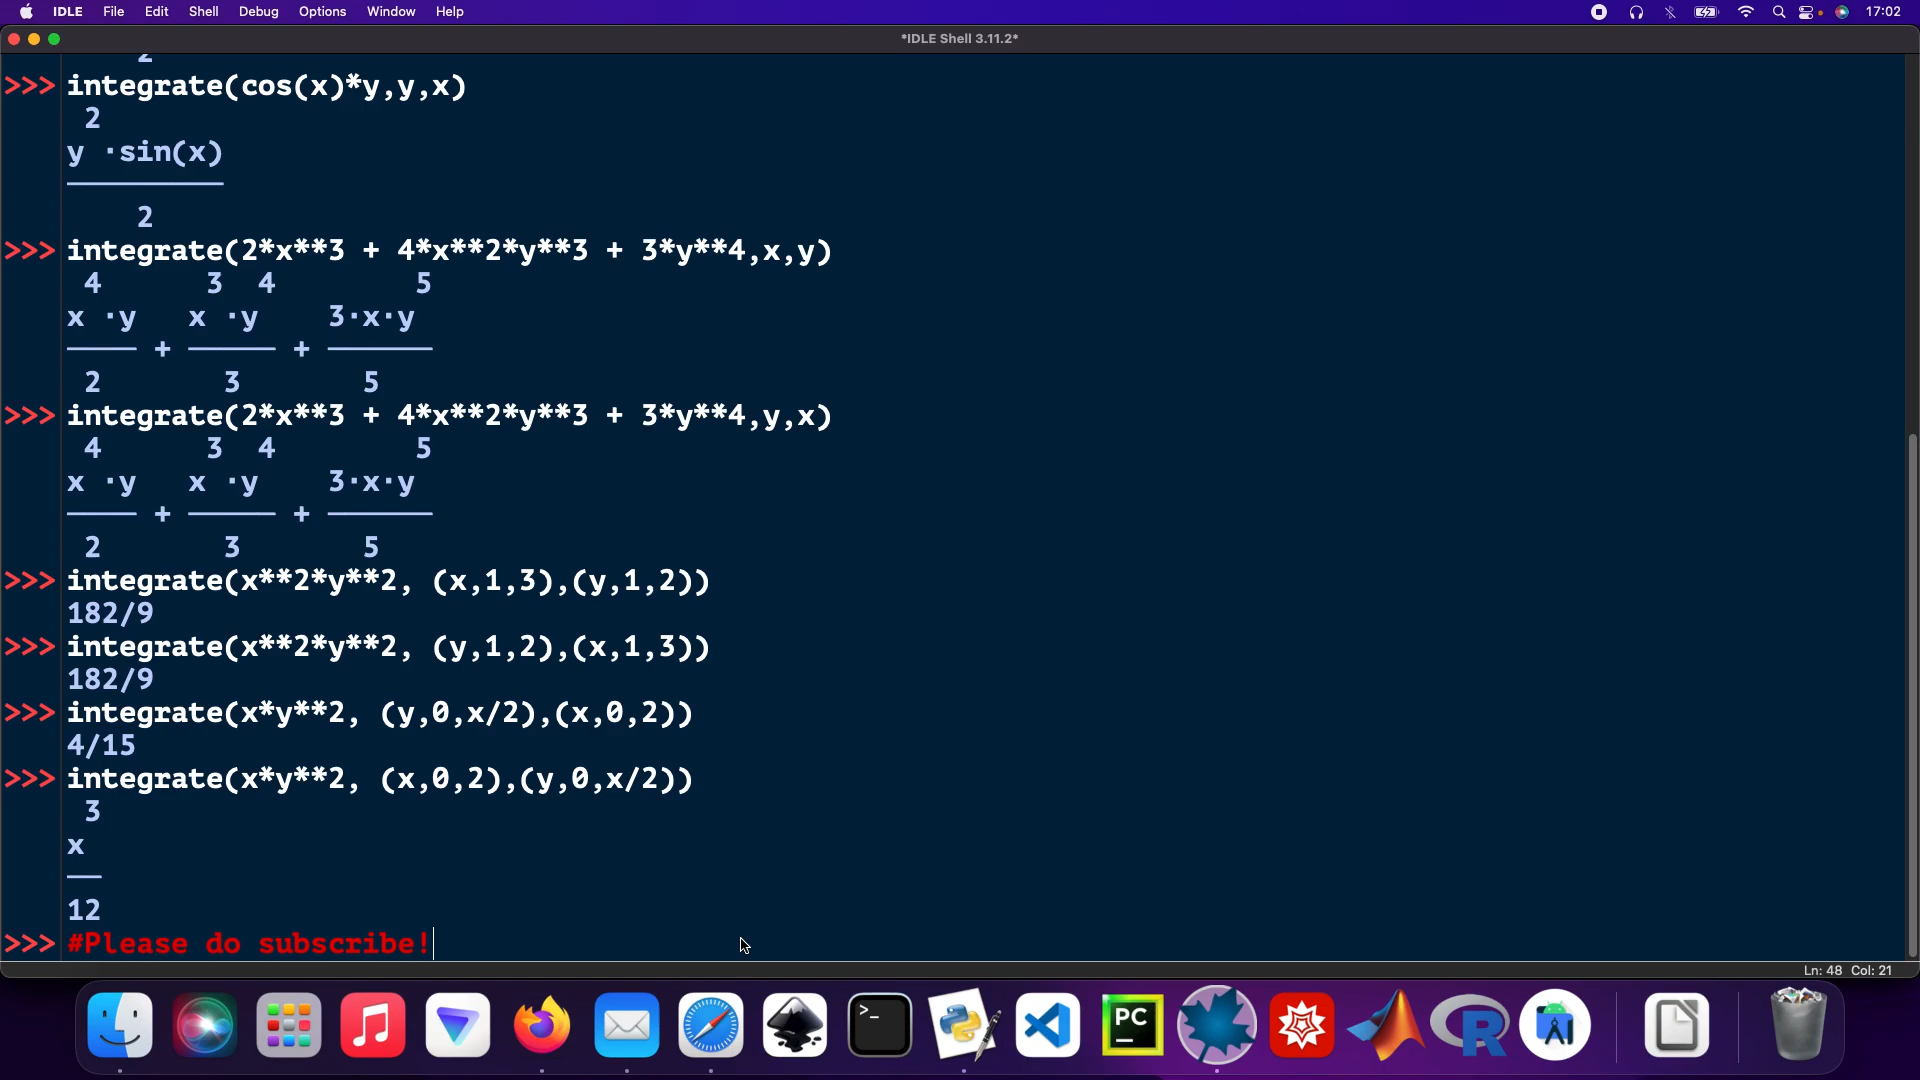 IDLE File Edit Shell Debug Options Window Help 17:02
*IDLE Shell 3.11.2*
2
>>> integrate(cos(x)*y,y,x)
2
y ·sin(x)
2
>>> integrate(2*x**3 + 4*x**2*y**3 + 3*y**4,x,y)
4 3 4 5
x ·y x ·y 3·x·y
+ +
2 3 5
>>> integrate(2*x**3 + 4*x**2*y**3 + 3*y**4,y,x)
4 3 4 5
x ·y x ·y 3·x·y
+ +
2 3 5
>>> integrate(x**2*y**2, (x,1,3),(y,1,2))
182/9
>>> integrate(x**2*y**2, (y,1,2),(x,1,3))
182/9
>>> integrate(x*y**2, (y,0,x/2),(x,0,2))
4/15
>>> integrate(x*y**2, (x,0,2),(y,0,x/2))
3
x
12
>>> #Please do subscribe!
Ln: 48 Col: 21
>_
PC
R